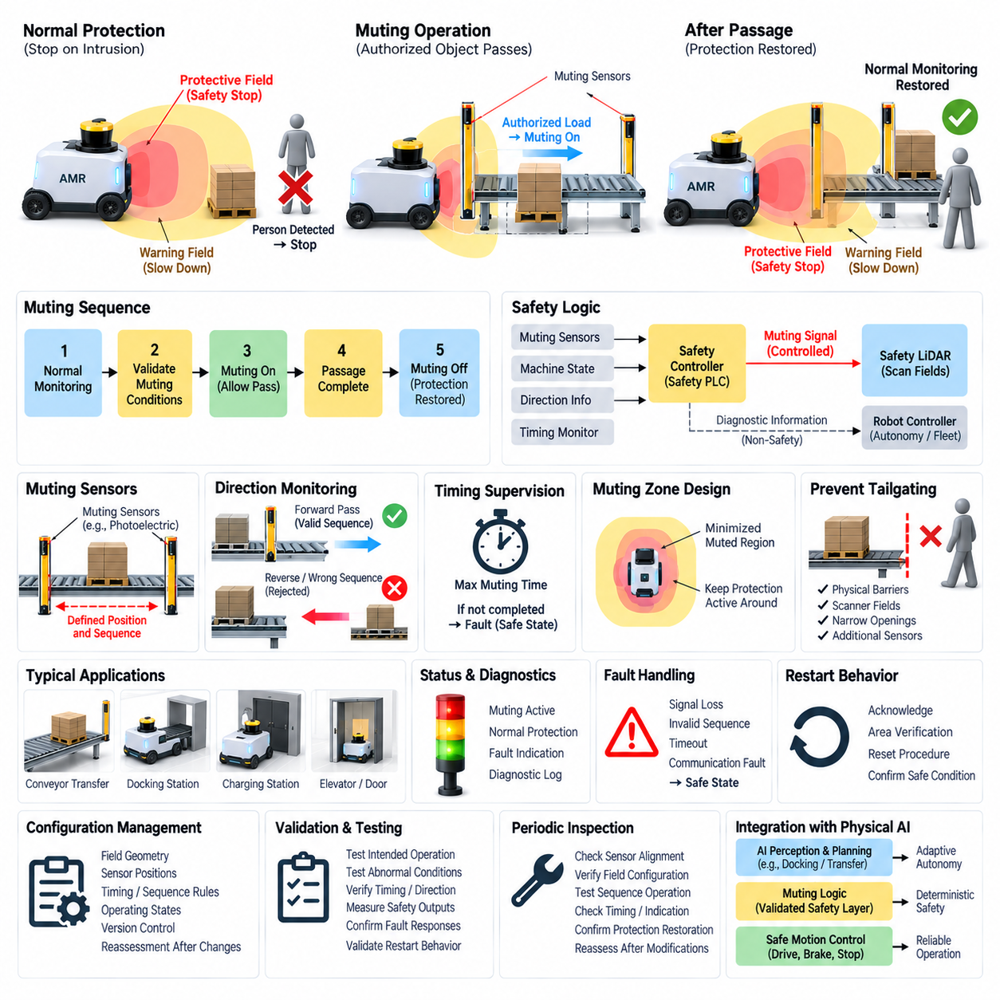 Normal Protection
(Stop on Intrusion)
Protective Field
(Safety Stop)
AMR
Person Detected
→ Stop
Warning Field
(Slow Down)
Muting Operation
(Authorized Object Passes)
Muting Sensors
Authorized Load
→ Muting On
After Passage
(Protection Restored)
Normal Monitoring
Restored
AMR
Protective Field
(Safety Stop)
Warning Field
(Slow Down)
Muting Sequence
1
Normal
Monitoring
2
Validate
Muting
Conditions
3
Muting On
(Allow Pass)
4
Passage
Complete
5
Muting Off
(Protection
Restored)
Safety Logic
Muting Sensors
Machine State
Direction Info
Timing Monitor
Safety
Controller
(Safety PLC)
Muting Signal
(Controlled)
Safety LiDAR
(Scan Fields)
Diagnostic Information
(Non-Safety)
Robot Controller
(Autonomy / Fleet)
Muting Sensors
Muting Sensors
(e.g., Photoelectric)
Defined Position
and Sequence
Direction Monitoring
Forward Pass
(Valid Sequence)
Reverse / Wrong Sequence
(Rejected)
Timing Supervision
Max Muting Time
If not completed
→ Fault (Safe State)
Muting Zone Design
Minimized
Muted Region
Keep Protection
Active Around
Prevent Tailgating
✓ Physical Barriers
✓ Scanner Fields
✓ Narrow Openings
✓ Additional Sensors
Typical Applications
Conveyor Transfer
Docking Station
Charging Station
Elevator / Door
Status & Diagnostics
Muting Active
Normal Protection
Fault Indication
Diagnostic Log
Fault Handling
Signal Loss
Invalid Sequence
Timeout
Communication Fault
→ Safe State
Restart Behavior
Acknowledge
Area Verification
Reset Procedure
Confirm Safe Condition
Configuration Management
Field Geometry
Sensor Positions
Timing / Sequence Rules
Operating States
Version Control
Reassessment After Changes
Validation & Testing
Test Intended Operation
Test Abnormal Conditions
Verify Timing / Direction
Measure Safety Outputs
Confirm Fault Responses
Validate Restart Behavior
Periodic Inspection
Check Sensor Alignment
Verify Field Configuration
Test Sequence Operation
Check Timing / Indication
Confirm Protection Restoration
Reassess After Modifications
Integration with Physical AI
AI Perception & Planning
(e.g., Docking / Transfer)
Adaptive
Autonomy
Muting Logic
(Validated Safety Layer)
Deterministic
Safety
Safe Motion Control
(Drive, Brake, Stop)
Reliable
Operation